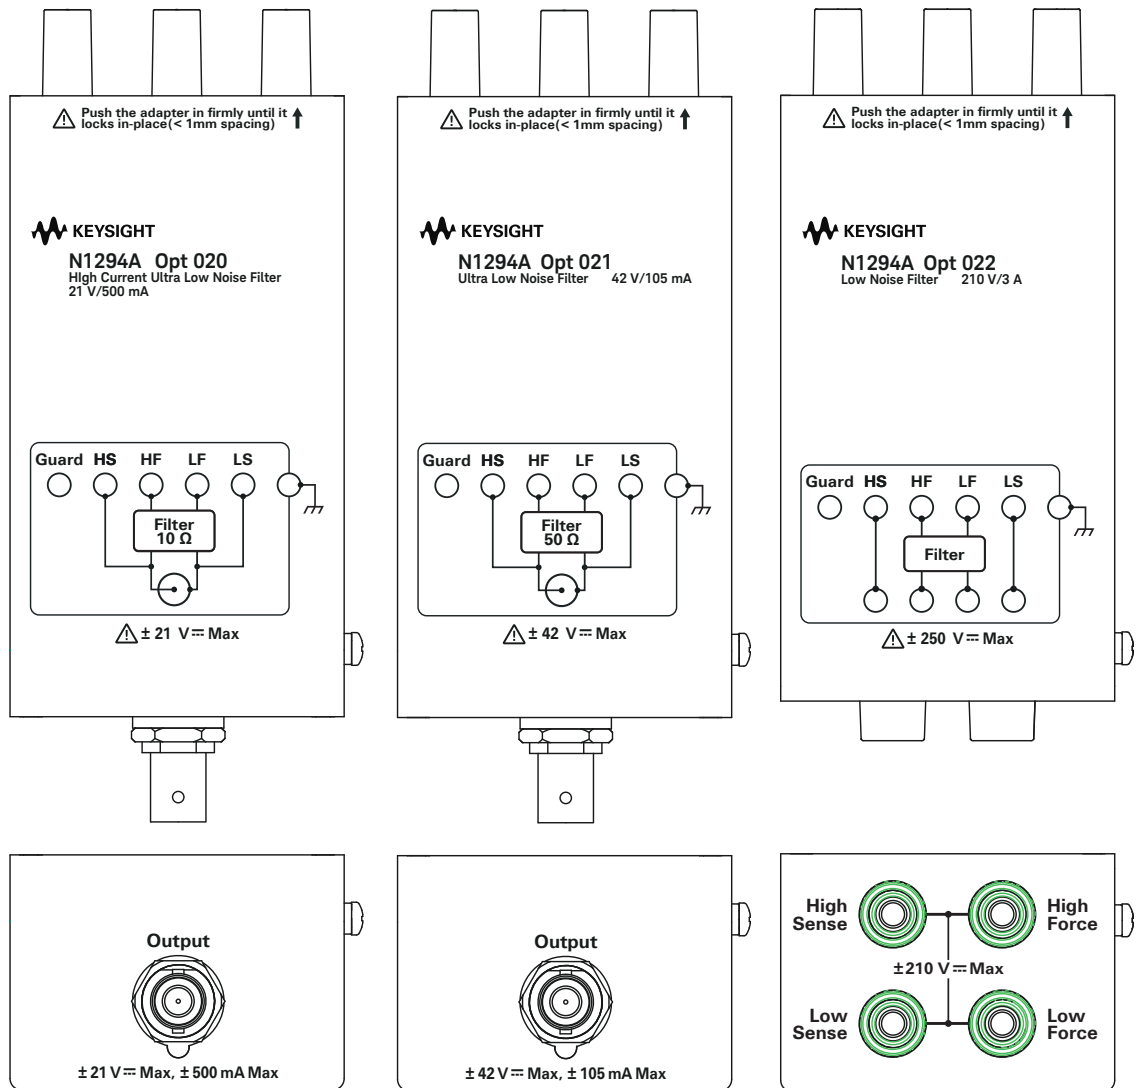 ⚠ Push the adapter in firmly until it ↑
locks in-place(< 1mm spacing)
KEYSIGHT
N1294A Opt 020
HIgh Current Ultra Low Noise Filter
21 V/500 mA
Guard HS HF LF LS
Filter
10 Ω
⚠ ± 21 V⎓ Max
⚠ Push the adapter in firmly until it ↑
locks in-place(< 1mm spacing)
KEYSIGHT
N1294A Opt 021
Ultra Low Noise Filter 42 V/105 mA
Guard HS HF LF LS
Filter
50 Ω
⚠ ± 42 V⎓ Max
⚠ Push the adapter in firmly until it ↑
locks in-place(< 1mm spacing)
KEYSIGHT
N1294A Opt 022
Low Noise Filter 210 V/3 A
Guard HS HF LF LS
Filter
⚠ ± 250 V⎓ Max
Output
± 21 V⎓ Max, ± 500 mA Max
Output
± 42 V⎓ Max, ± 105 mA Max
High
Sense
High
Force
±210 V⎓ Max
Low
Sense
Low
Force